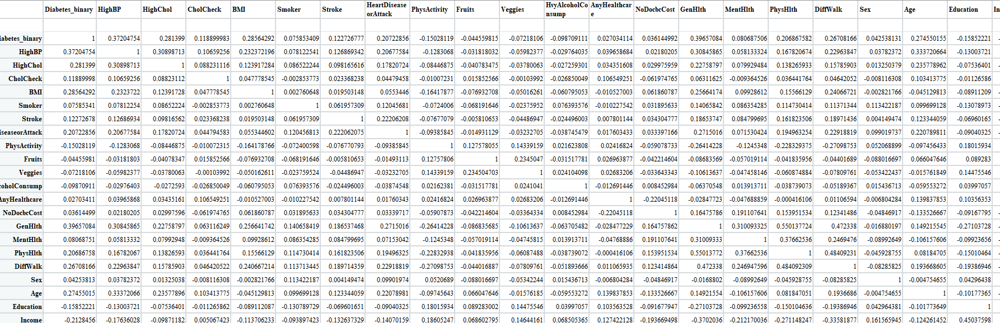 Diabetes_binary HighBP HighChol CholCheck BMI Smoker Stroke HeartDisease orAttack PhysActivity Fruits Veggies HvyAlcoholCo nsump AnyHealthcar e NoDocbcCost GenHlth MentHlth PhysHlth DiffWalk Sex Age Education In
iabetes_binary 1 0.37204754 0.281399 0.118899983 0.28564292 0.075853409 0.122726777 0.20722856 -0.15028119 -0.044559815 -0.07218106 -0.098709111 0.027034114 0.036144992 0.39657084 0.080687506 0.206867582 0.26708166 0.042538131 0.274550155 -0.15852221 -
HighBP 0.37204754 1 0.30898713 0.10659256 0.232372196 0.078122541 0.126869342 0.20677584 -0.1283068 -0.031818032 -0.05982377 -0.029764035 0.039658684 0.02180205 0.30845865 0.058133324 0.167820674 0.22963847 0.03782372 0.333720664 -0.13003721 -
HighChol 0.281399 0.30898713 1 0.088231116 0.123917284 0.086522244 0.098165616 0.17820724 -0.08446875 -0.040783475 -0.03780063 -0.027259301 0.034351608 0.029975959 0.22758797 0.079929484 0.138265933 0.15785903 0.013250379 0.235778962 -0.07536401 -
CholCheck 0.11889998 0.10659256 0.08823112 1 0.047778545 -0.002853773 0.023368238 0.04479458 -0.01007231 0.015852566 -0.00103992 -0.026850049 0.106549251 -0.061974765 0.06311625 -0.009364526 0.036441764 0.04642052 -0.008116308 0.103413775 -0.01126586
BMI 0.28564292 0.2323722 0.12391728 0.047778545 1 0.002760648 0.019503148 0.0553446 -0.16417877 -0.076932708 -0.05016261 -0.060795053 -0.010527003 0.061860787 0.25664174 0.09928612 0.15566129 0.24066721 -0.002821766 -0.045129813 -0.08911209 -
Smoker 0.07585341 0.07812254 0.08652224 -0.002853773 0.002760648 1 0.061957309 0.12045681 -0.0724006 -0.068191646 -0.02375952 0.076393576 -0.010227542 0.031895633 0.14065842 0.086354285 0.114730414 0.11371344 0.113422187 0.099699128 -0.13078973 -
Stroke 0.12272678 0.12686934 0.09816562 0.023368238 0.019503148 0.061957309 1 0.22206208 -0.07677079 -0.005810653 -0.04486947 -0.024496003 0.007801144 0.034304777 0.18653747 0.084799695 0.161823506 0.18971436 0.004149474 0.123344059 -0.06960165 -
iseaseorAttack 0.20722856 0.20677584 0.17820724 0.044794583 0.055344602 0.120456813 0.222062075 1 -0.09385845 -0.014931129 -0.03232705 -0.038745479 0.017603433 0.033397166 0.2715016 0.071530424 0.194963254 0.22918819 0.099019737 0.220789811 -0.09040325 -
PhysActivity -0.15028119 -0.1283068 -0.08446875 -0.010072315 -0.164178766 -0.072400598 -0.076770793 -0.09385845 1 0.127578055 0.14339159 0.021623808 0.02416824 -0.059078733 -0.26414228 -0.1245348 -0.228329375 -0.27098753 0.052068899 -0.097456433 0.18015934
Fruits -0.04455981 -0.03181803 -0.04078347 0.015852566 -0.076932708 -0.068191646 -0.005810653 -0.01493113 0.12757806 1 0.2345047 -0.031517781 0.026963877 -0.042214604 -0.08683569 -0.057019114 -0.041835956 -0.04401689 -0.088016697 0.066047646 0.089283
Veggies -0.07218106 -0.05982377 -0.03780063 -0.00103992 -0.050162611 -0.023759524 -0.04486947 -0.03232705 0.14339159 0.234504703 1 0.024104098 0.02683206 -0.033643343 -0.10613637 -0.047458146 -0.060874884 -0.07809761 -0.053422437 -0.015761849 0.14475546
coholConsump -0.09870911 -0.02976403 -0.0272593 -0.026850049 -0.060795053 0.076393576 -0.024496003 -0.03874548 0.02162381 -0.031517781 0.0241041 1 -0.012691446 0.008452984 -0.06370548 0.013913711 -0.038739073 -0.05189367 0.015436713 -0.059553272 0.03997057
AnyHealthcare 0.02703411 0.03965868 0.03435161 0.106549251 -0.010527003 -0.010227542 0.007801144 0.01760343 0.02416824 0.026963877 0.02683206 -0.012691446 1 -0.22045118 -0.02847723 -0.047688859 -0.000416106 0.01106594 -0.006804284 0.139837853 0.10356353
NoDocbcCost 0.03614499 0.02180205 0.02997596 -0.061974765 0.061860787 0.031895633 0.034304777 0.03339717 -0.05907873 -0.042214604 -0.03364334 0.008452984 -0.22045118 1 0.16475786 0.191107641 0.153951534 0.12341486 -0.04846917 -0.133526667 -0.09167795 -
GenHlth 0.39657084 0.30845865 0.22758797 0.063116249 0.256641742 0.140658419 0.186537468 0.2715016 -0.26414228 -0.086835685 -0.10613637 -0.063705482 -0.028477229 0.164757862 1 0.310093325 0.550137724 0.472338 -0.016880197 0.149215545 -0.27103728
MentHlth 0.08068751 0.05813332 0.07992948 -0.009364526 0.09928612 0.086354285 0.084799695 0.07153042 -0.1245348 -0.057019114 -0.04745815 0.013913711 -0.04768886 0.191107641 0.31009333 1 0.37662536 0.2469476 -0.08992649 -0.106157606 -0.09923656 -
PhysHlth 0.20686758 0.16782067 0.13826593 0.036441764 0.15566129 0.114730414 0.161823506 0.19496325 -0.22832938 -0.041835956 -0.06087488 -0.038739072 -0.000416106 0.153951534 0.55013772 0.37662536 1 0.48409231 -0.045928755 0.08184705 -0.15010464 -
DiffWalk 0.26708166 0.22963847 0.15785903 0.046420522 0.240667214 0.113713445 0.189714359 0.22918819 -0.27098753 -0.044016887 -0.07809761 -0.051893666 0.011065935 0.123414864 0.472338 0.246947596 0.484092309 1 -0.08285825 0.193668605 -0.19386946 -
Sex 0.04253813 0.03782372 0.01325038 -0.008116308 -0.002821766 0.113422187 0.004149474 0.09901974 0.0520689 -0.088016697 -0.05342244 0.015436713 -0.006804284 -0.04846917 -0.0168802 -0.08992649 -0.045928755 -0.08285825 1 -0.004754655 0.04296438
Age 0.27455015 0.33372066 0.23577896 0.103413775 -0.045129813 0.099699128 0.123344059 0.22078981 -0.09745643 0.066047646 -0.01576185 -0.059553272 0.139837853 -0.133526667 0.14921554 -0.106157606 0.081847051 0.1936686 -0.004754655 1 -0.10177365 -
Education -0.15852221 -0.13003721 -0.07536401 -0.011265862 -0.089112087 -0.130789729 -0.069601651 -0.09040325 0.18015934 0.089283002 0.14475546 0.03997057 0.103563528 -0.091677947 -0.27103728 -0.099236558 -0.150104636 -0.19386946 0.042964381 -0.101773649 1
Income -0.2128456 -0.17636028 -0.09871182 0.005067423 -0.113706233 -0.093897423 -0.132637329 -0.14070159 0.18605247 0.068602795 0.14644161 0.068505365 0.127422128 -0.193669498 -0.3702036 -0.212170036 -0.271148247 -0.33581877 0.161565945 -0.124261452 0.45037598